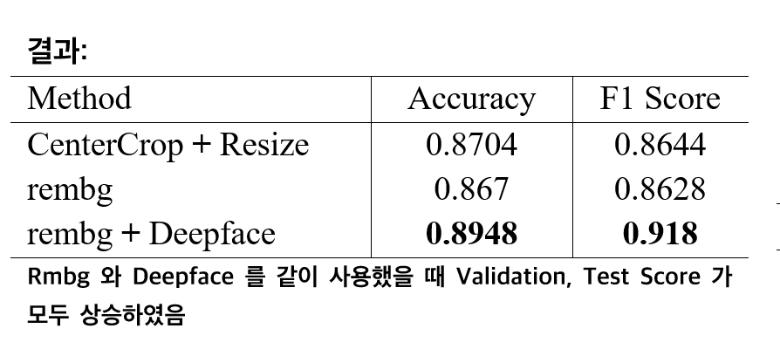 결과:
Method Accuracy F1 Score
CenterCrop + Resize 0.8704 0.8644
rembg 0.867 0.8628
rembg + Deepface 0.8948 0.918
Rmbg 와 Deepface 를 같이 사용했을 때 Validation, Test Score 가
모두 상승하였음